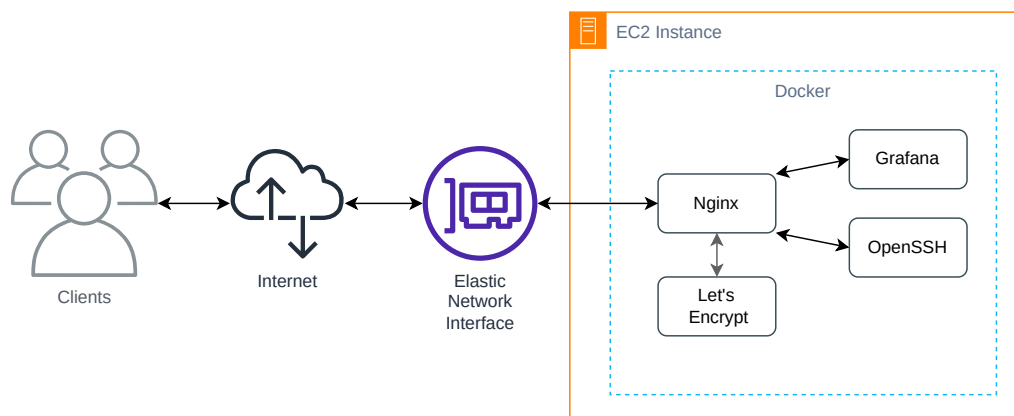 EC2 Instance
Docker
Grafana
Nginx
OpenSSH
Internet
Elastic
Network
Interface
Clients
Let's
Encrypt